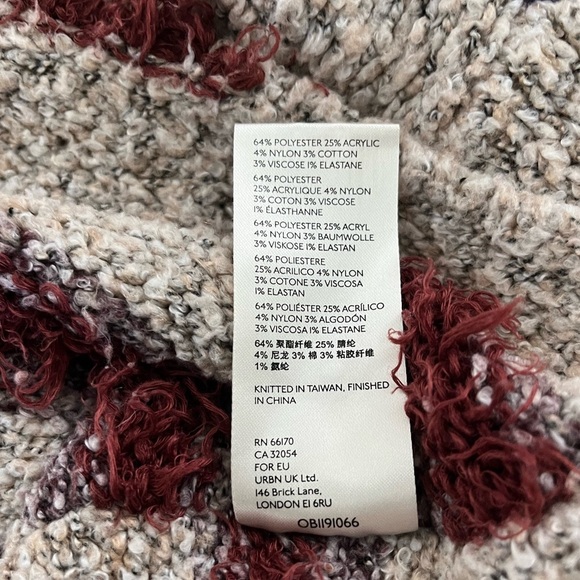 64% POLYESTER 25% ACRYLIC
4% NYLON 3% COTTON
3% VISCOSE 1% ELASTANE
64% POLYESTER
25% ACRYLIQUE 4% NYLON
3% COTON 3% VISCOSE
1% ÉLASTHANNE
64% POLYESTER 25% ACRYL
4% NYLON 3% BAUMWOLLE
3% VISKOSE 1% ELASTAN
64% POLIESTERE
25% ACRILICO 4% NYLON
3% COTONE 3% VISCOSA
1% ELASTAN
64% POLIÉSTER 25% ACRÍLICO
4% NYLON 3% ALGODÓN
3% VISCOSA 1% ELASTANE
64% 聚酯纤维 25% 腈纶
4% 尼龙 3% 棉 3% 粘胶纤维
1% 氨纶
KNITTED IN TAIWAN, FINISHED
IN CHINA
RN 66170
CA 32054
FOR EU
URBN UK Ltd.
146 Brick Lane,
LONDON E1 6RU
OB1191066